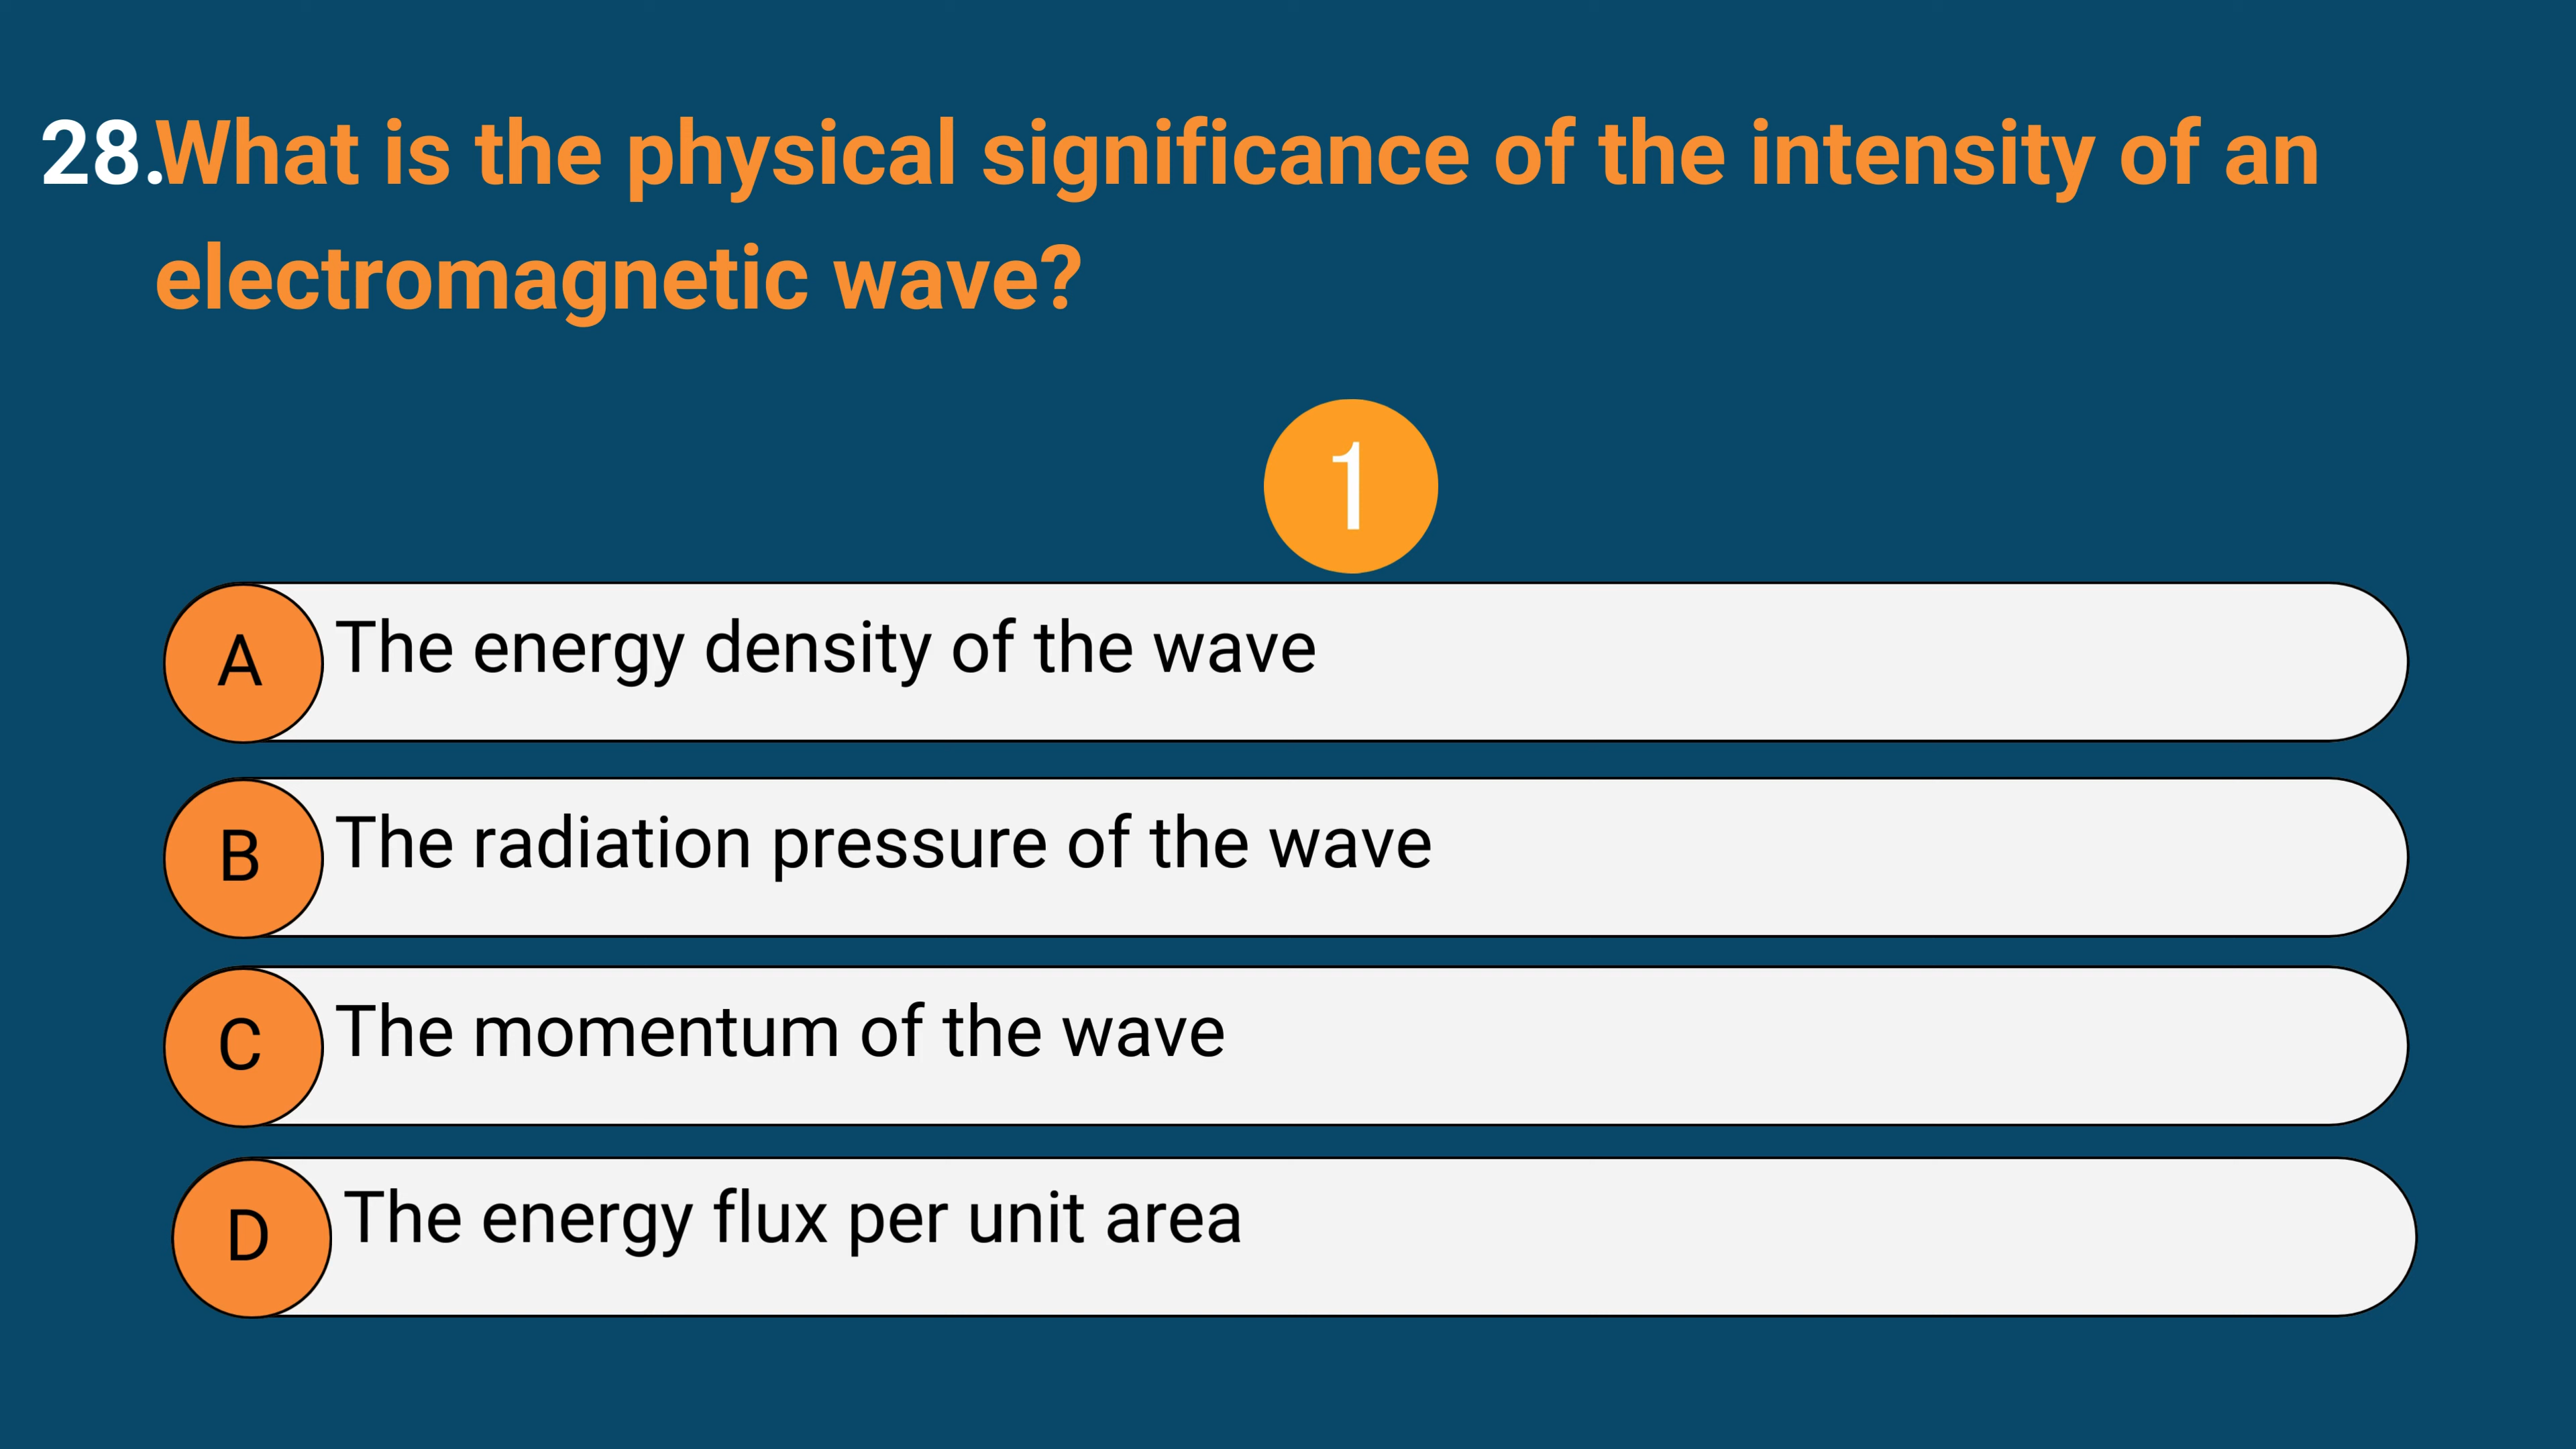 28.What is the physical significance of the intensity of an
electromagnetic wave?
1
A The energy density of the wave
B The radiation pressure of the wave
C The momentum of the wave
D The energy flux per unit area